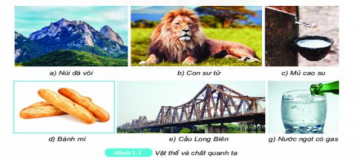 a) Núi đá vôi
b) Con sư tử
c) Mủ cao su
d) Bánh mì
e) Cầu Long Biên
g) Nước ngọt có gas
Hình 1.1 Vật thể và chất quanh ta